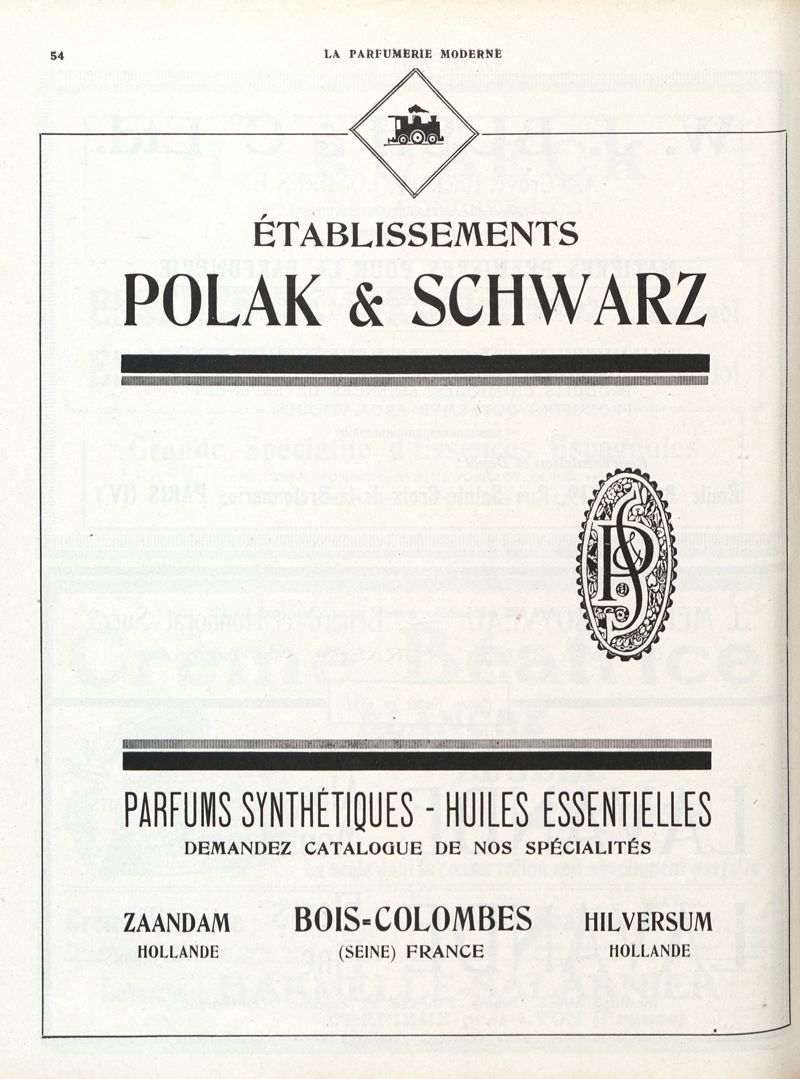 54
LA PARFUMERIE MODERNE
ÉTABLISSEMENTS
POLAK & SCHWARZ
PS
PARFUMS SYNTHÉTIQUES - HUILES ESSENTIELLES
DEMANDEZ CATALOGUE DE NOS SPÉCIALITÉS
ZAANDAM BOIS=COLOMBES HILVERSUM
HOLLANDE (SEINE) FRANCE HOLLANDE